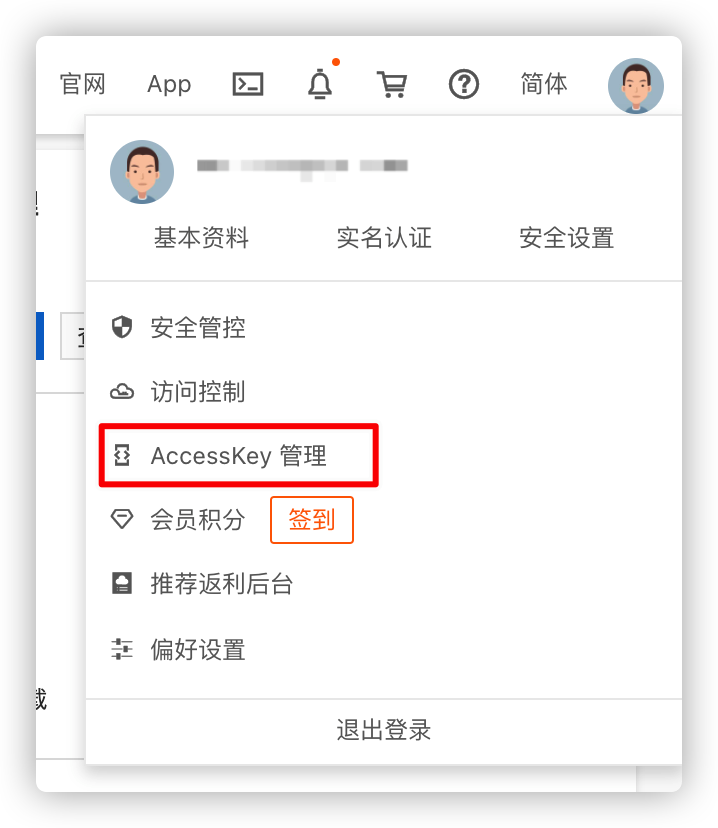 官网 App 简体
基本资料 实名认证 安全设置
安全管控
访问控制
AccessKey 管理
会员积分 签到
推荐返利后台
偏好设置
退出登录